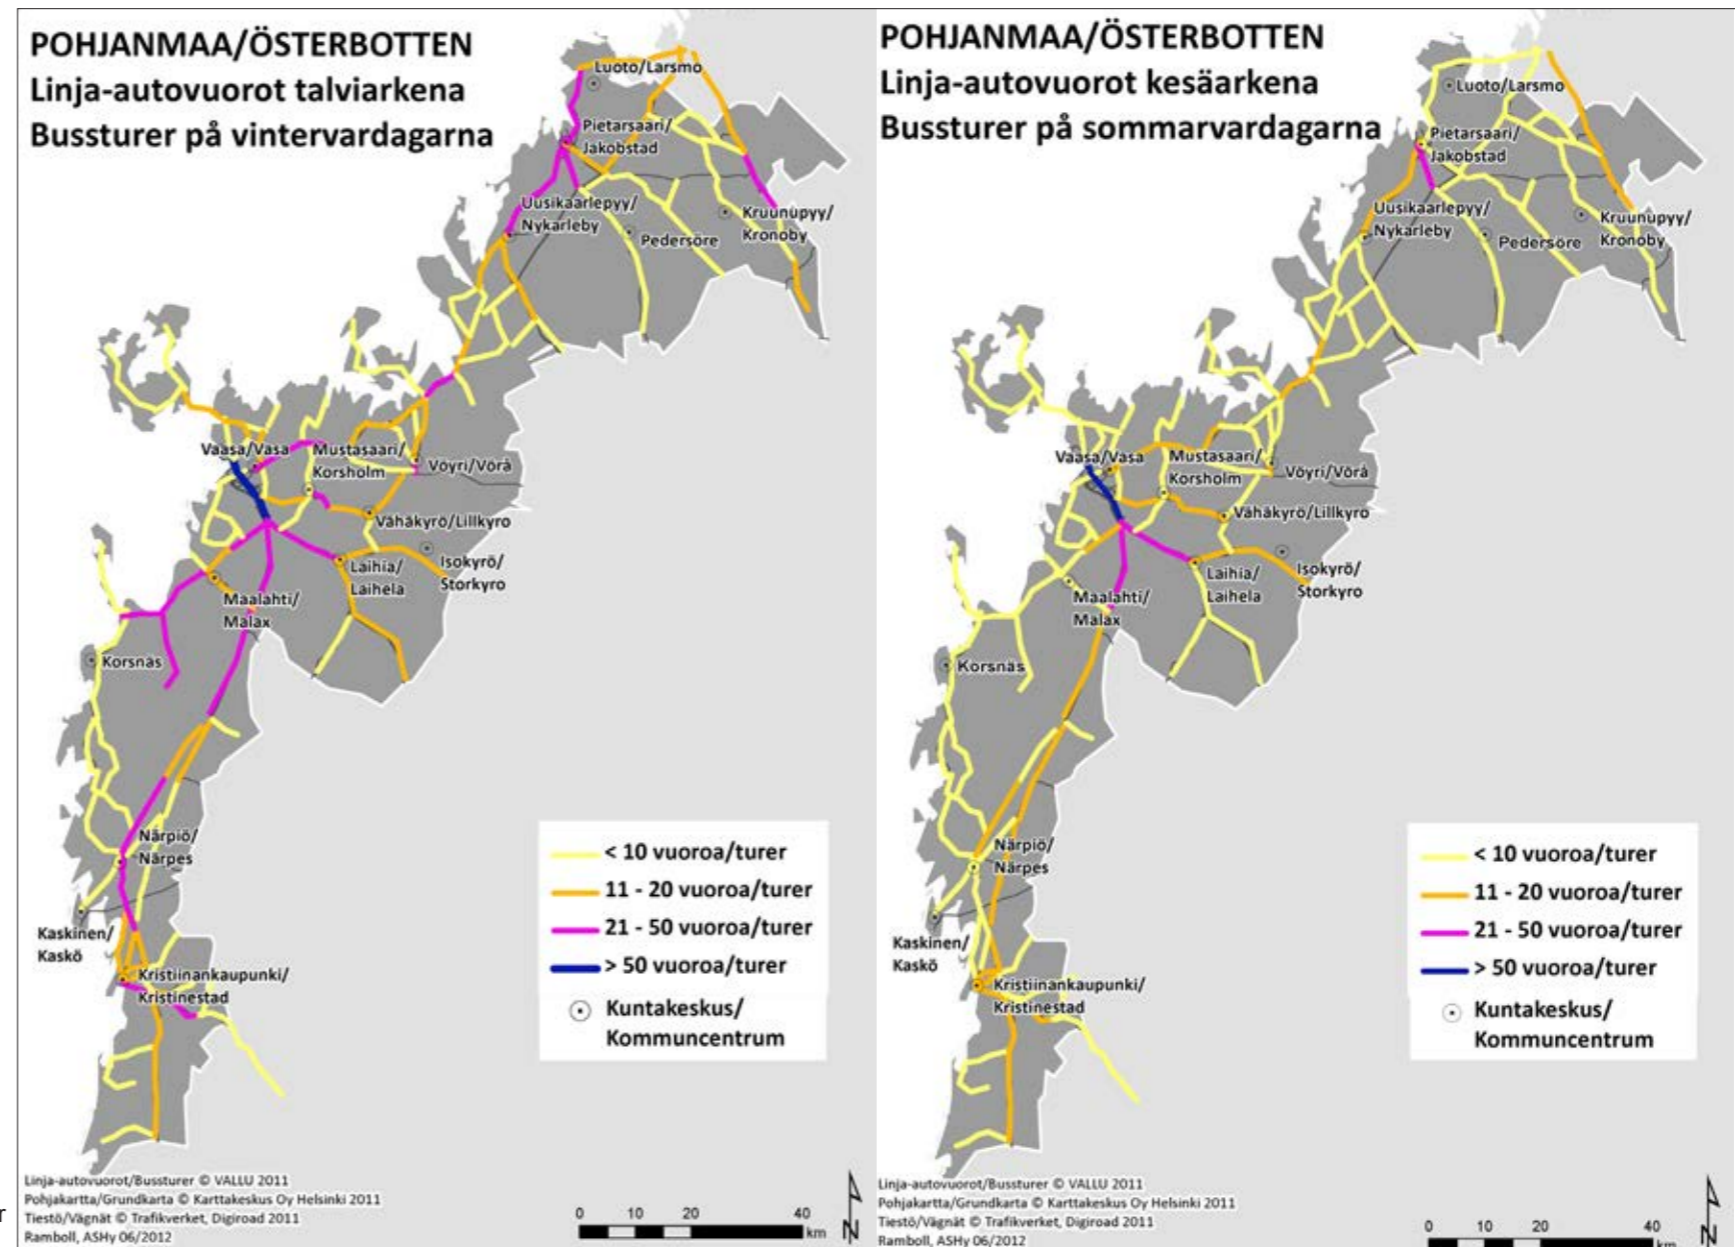 POHJANMAA/ÖSTERBOTTEN
Linja-autovuorot talviarkena
Bussturer på vintervardagarna
Luoto/Larsmo
Pietarsaari/
Jakobstad
Uusikaarlepyy/
Nykarleby
Kruunupyy/
Kronoby
Pedersöre
Vaasa/Vasa
Mustasaari/
Korsholm
Vöyri/Vörå
Vähäkyrö/Lillkyro
Isokyrö/
Storkyro
Laihia/
Laihela
Maalahti/
Malax
Korsnäs
Närpiö/
Närpes
Kaskinen/
Kaskö
Kristiinankaupunki/
Kristinestad
< 10 vuoroa/turer
11 - 20 vuoroa/turer
21 - 50 vuoroa/turer
> 50 vuoroa/turer
Kuntakeskus/
Kommuncentrum
Linja-autovuorot/Bussturer © VALLU 2011
Pohjakartta/Grundkarta © Karttakeskus Oy Helsinki 2011
Tiestö/Vägnät © Trafikverket, Digiroad 2011
Ramboll, ASHy 06/2012
0 10 20 40
km
N
r
POHJANMAA/ÖSTERBOTTEN
Linja-autovuorot kesäarkena
Bussturer på sommarvardagarna
Luoto/Larsmo
Pietarsaari/
Jakobstad
Uusikaarlepyy/
Nykarleby
Kruunupyy/
Kronoby
Pedersöre
Vaasa/Vasa
Mustasaari/
Korsholm
Vöyri/Vörå
Vähäkyrö/Lillkyro
Isokyrö/
Storkyro
Laihia/
Laihela
Maalahti/
Malax
Korsnäs
Närpiö/
Närpes
Kaskinen/
Kaskö
Kristiinankaupunki/
Kristinestad
< 10 vuoroa/turer
11 - 20 vuoroa/turer
21 - 50 vuoroa/turer
> 50 vuoroa/turer
Kuntakeskus/
Kommuncentrum
Linja-autovuorot/Bussturer © VALLU 2011
Pohjakartta/Grundkarta © Karttakeskus Oy Helsinki 2011
Tiestö/Vägnät © Trafikverket, Digiroad 2011
Ramboll, ASHy 06/2012
0 10 20 40
km
N